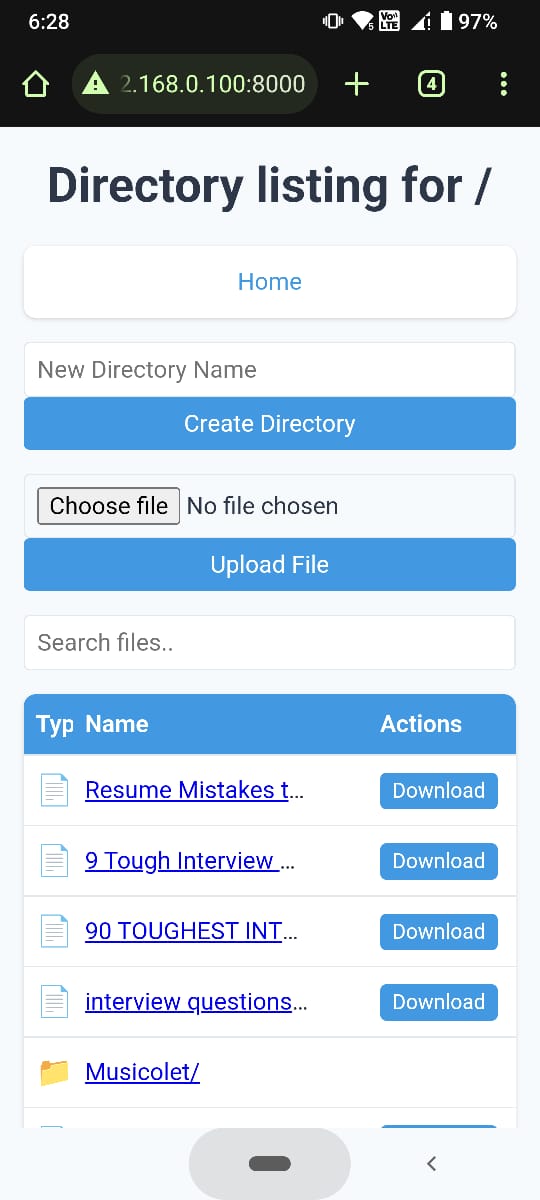 6:28 Vo)) LTE 97%
2.168.0.100:8000 4
Directory listing for /
Home
New Directory Name
Create Directory
Choose file No file chosen
Upload File
Search files..
Typ Name Actions
Resume Mistakes t... Download
9 Tough Interview ... Download
90 TOUGHEST INT... Download
interview questions... Download
Musicolet/